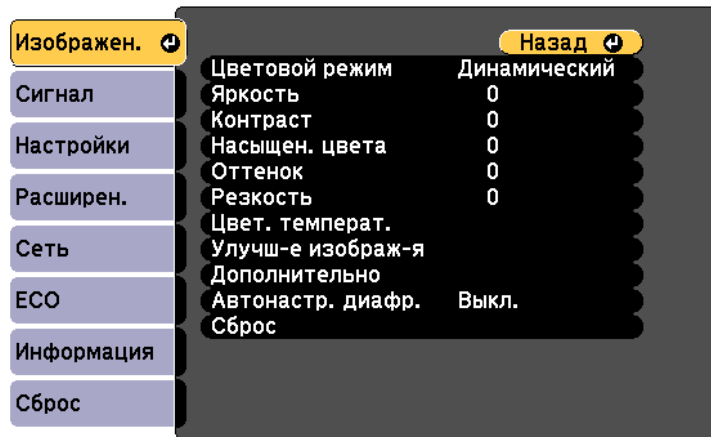 Изображен.
Сигнал
Настройки
Расширен.
Сеть
ECO
Информация
Сброс
Назад
Цветовой режим Динамический
Яркость 0
Контраст 0
Насыщен. цвета 0
Оттенок 0
Резкость 0
Цвет. температ.
Улучш-е изображ-я
Дополнительно
Автонастр. диафр. Выкл.
Сброс